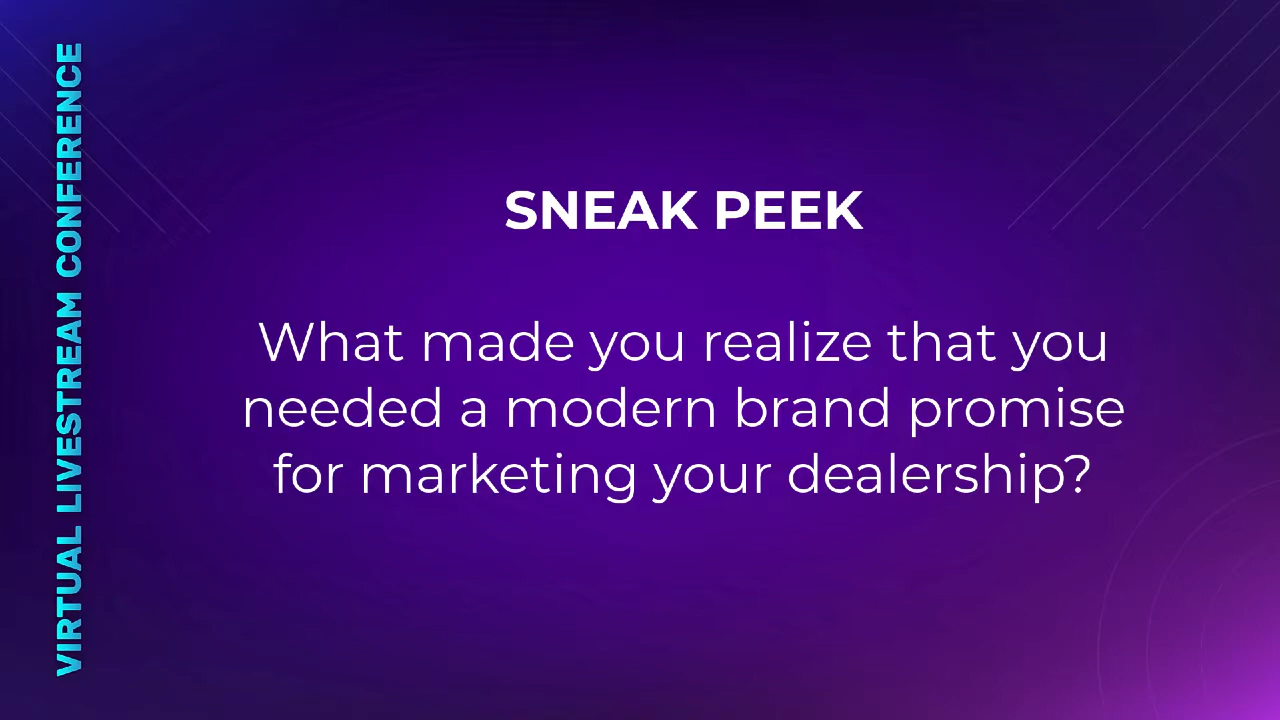 VIRTUAL LIVESTREAM CONFERENCE
SNEAK PEEK
What made you realize that you
needed a modern brand promise
for marketing your dealership?